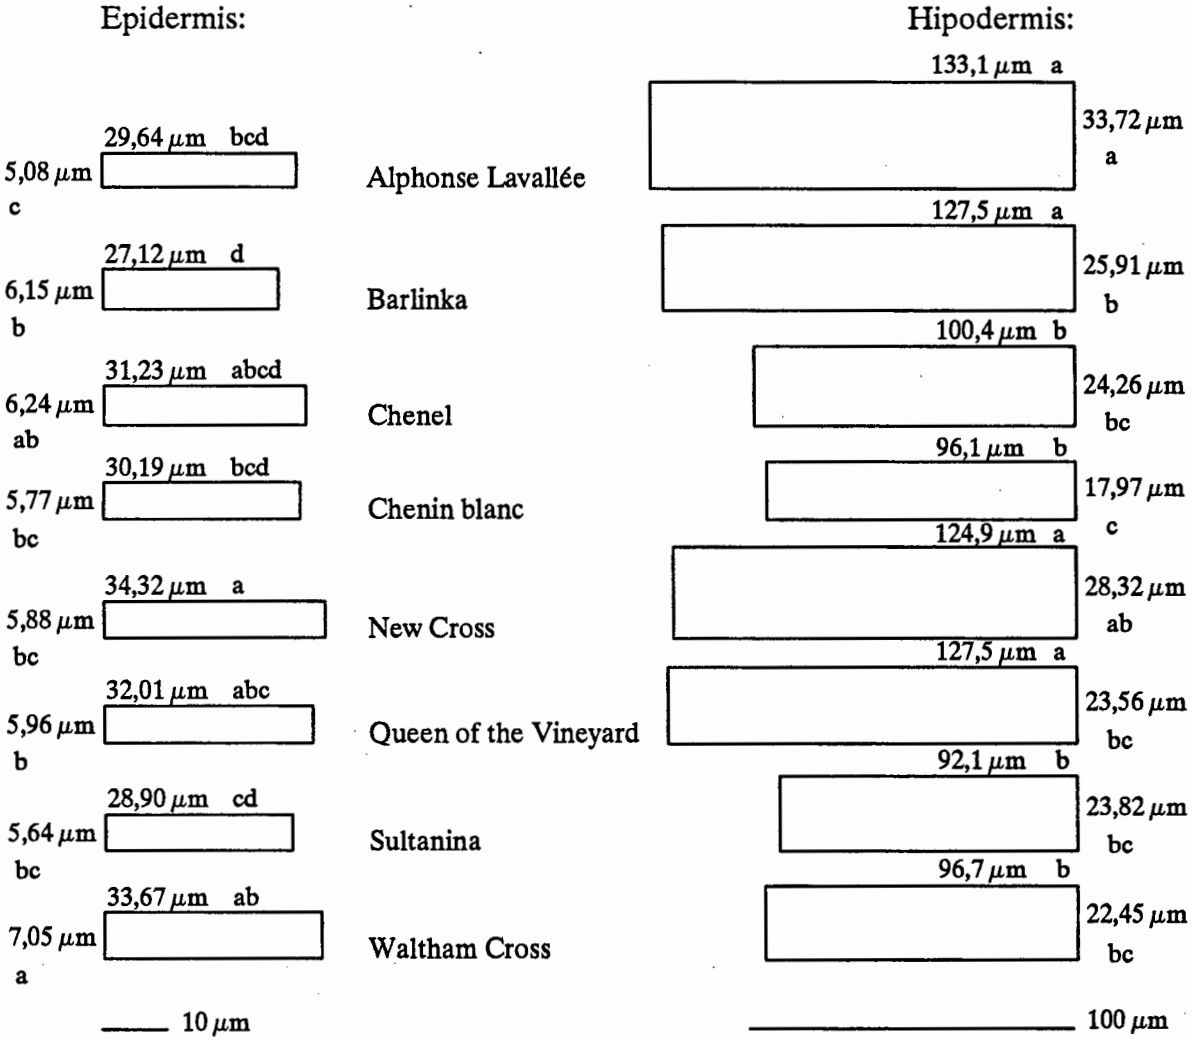 Epidermis: Hipodermis:
133,1 μm a
33,72 μm
a
29,64 μm bcd
5,08 μm
c
Alphonse Lavallée
127,5 μm a
25,91 μm
b
27,12 μm d
6,15 μm
b
Barlinka
100,4 μm b
24,26 μm
bc
31,23 μm abcd
6,24 μm
ab
Chenel
96,1 μm b
17,97 μm
c
30,19 μm bcd
5,77 μm
bc
Chenin blanc
124,9 μm a
28,32 μm
ab
34,32 μm a
5,88 μm
bc
New Cross
127,5 μm a
23,56 μm
bc
32,01 μm abc
5,96 μm
b
Queen of the Vineyard
92,1 μm b
23,82 μm
bc
28,90 μm cd
5,64 μm
bc
Sultanina
96,7 μm b
22,45 μm
bc
33,67 μm ab
7,05 μm
a
Waltham Cross
10 μm 100 μm